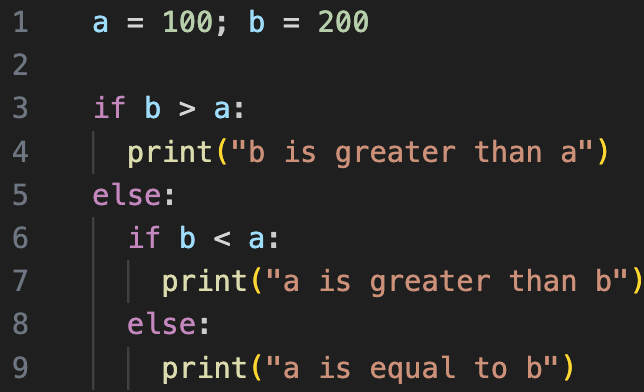 1 a = 100; b = 200
2
3 if b > a:
4 print("b is greater than a")
5 else:
6 if b < a:
7 print("a is greater than b")
8 else:
9 print("a is equal to b")